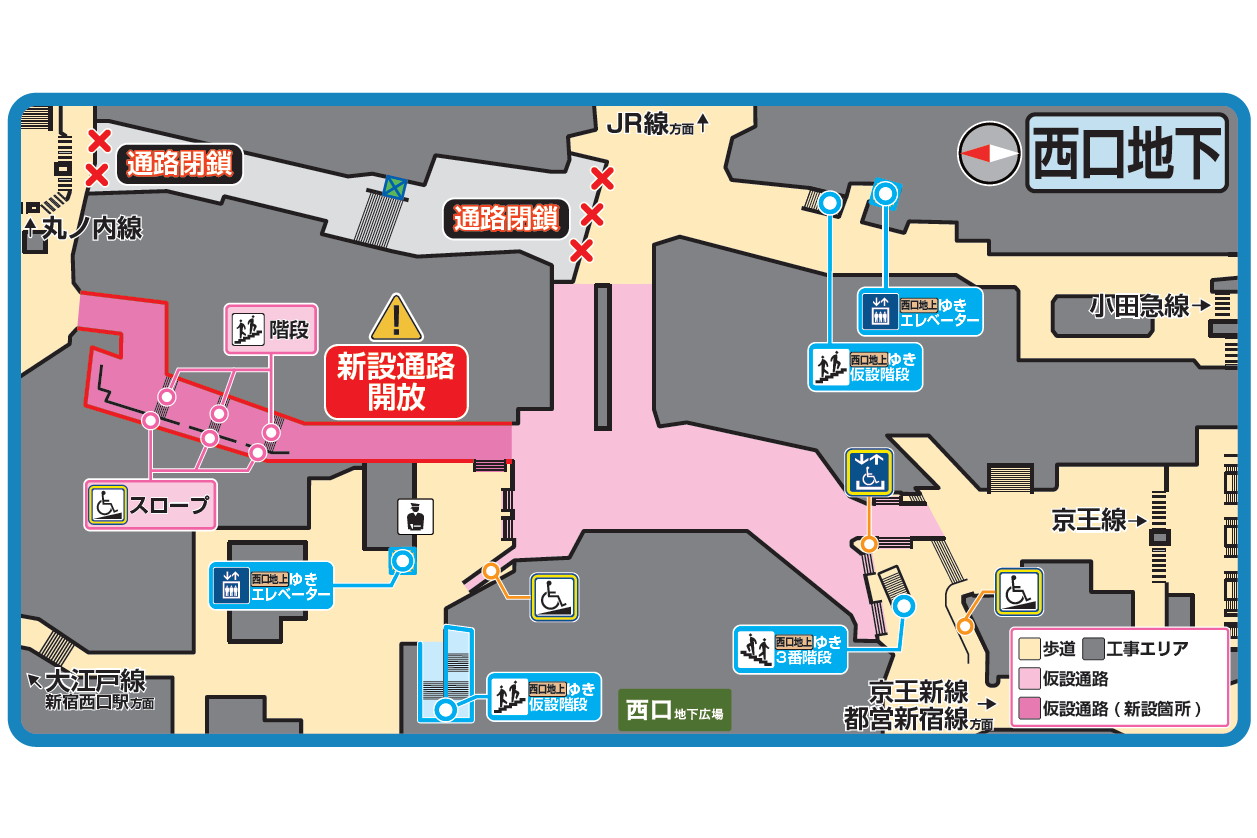 JR線方面↑
西口地下
通路閉鎖
通路閉鎖
↑丸ノ内線
階段
新設通路
開放
小田急線→
西口地上ゆき
エレベーター
西口地上ゆき
仮設階段
スロープ
京王線→
西口地上ゆき
エレベーター
西口地上ゆき
3番階段
西口地上ゆき
仮設階段
大江戸線
新宿西口駅方面
西口地下広場
京王新線
都営新宿線方面
→
歩道
工事エリア
仮設通路
仮設通路(新設箇所)